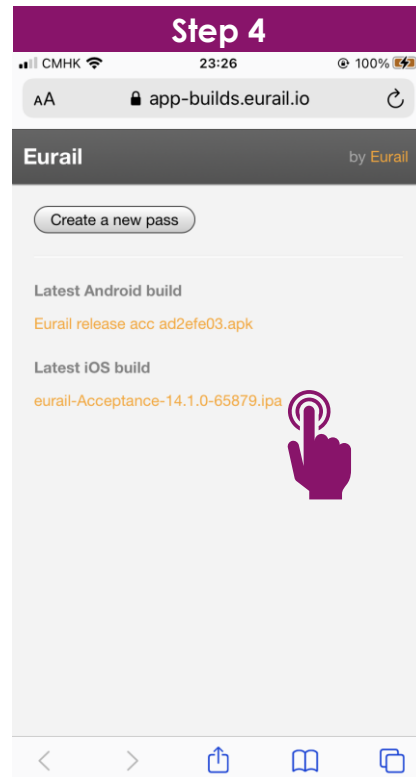 Step 4
CMHK 23:26 100%
AA app-builds.eurail.io
Eurail by Eurail
Create a new pass
Latest Android build
Eurail release acc ad2efe03.apk
Latest iOS build
eurail-Acceptance-14.1.0-65879.ipa